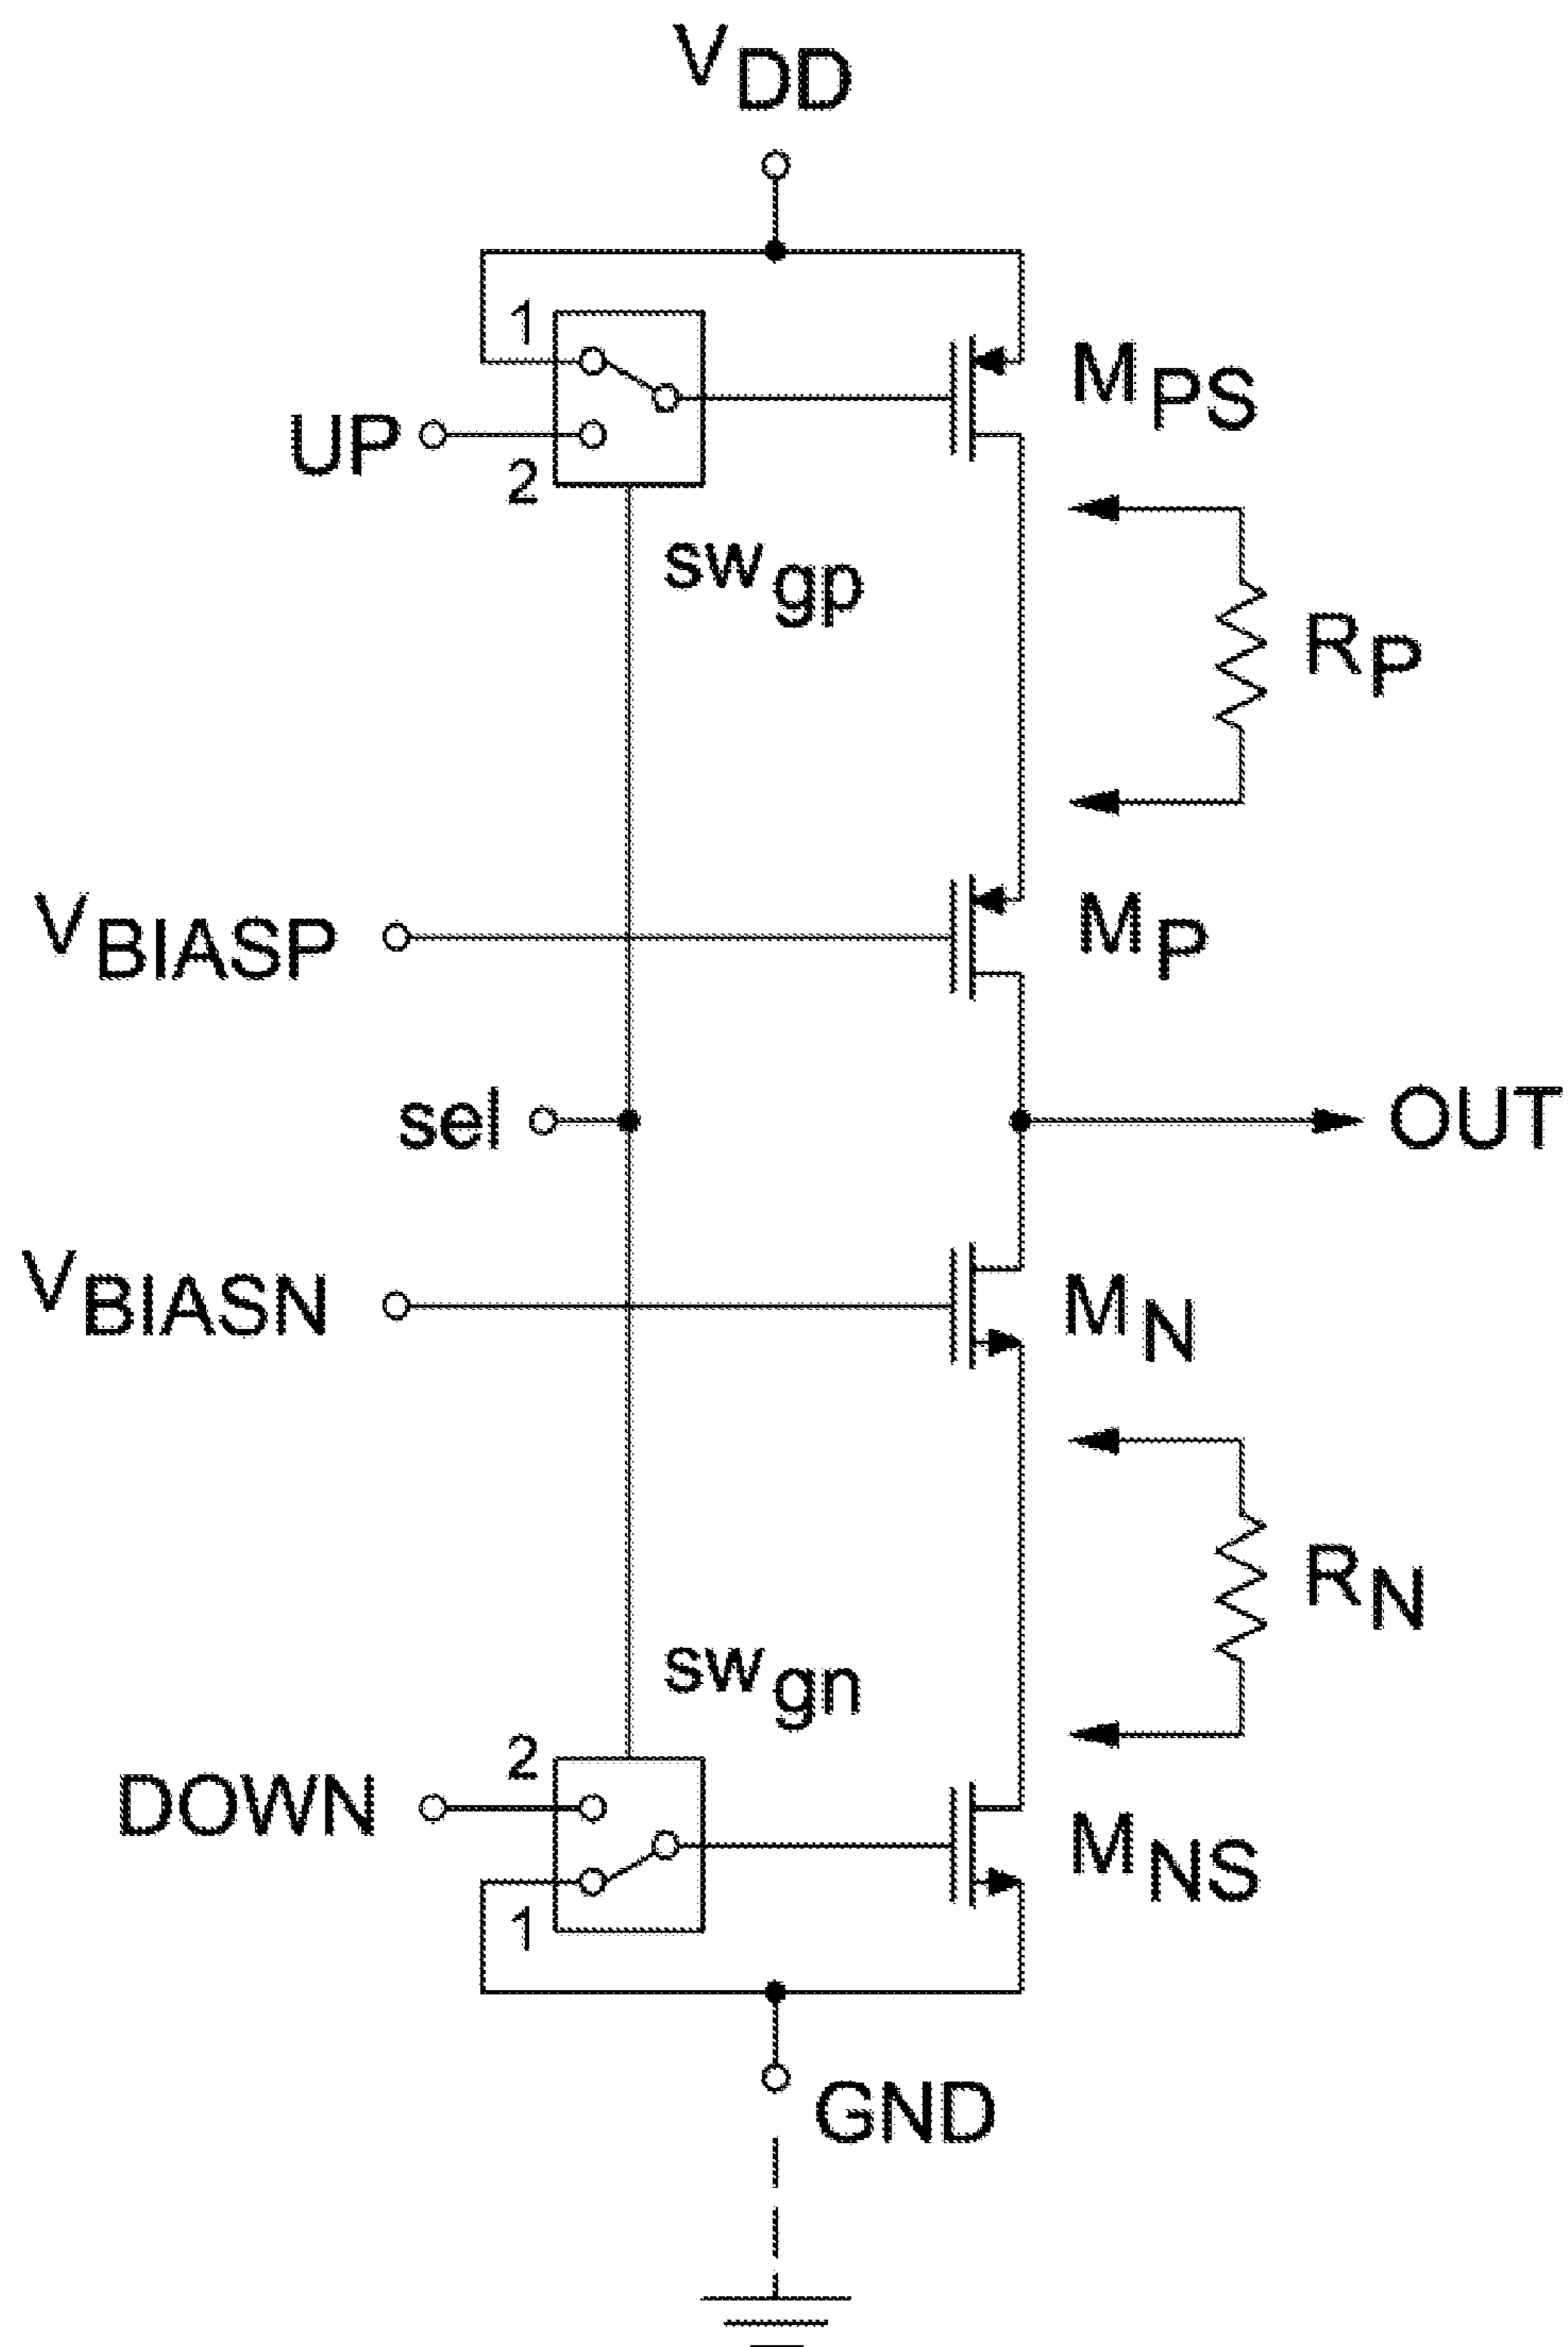 VDD
1
UP
2
MPS
swgp
RP
VBIASP
MP
sel
OUT
VBIASN
MN
RN
swgn
2
DOWN
1
MNS
GND